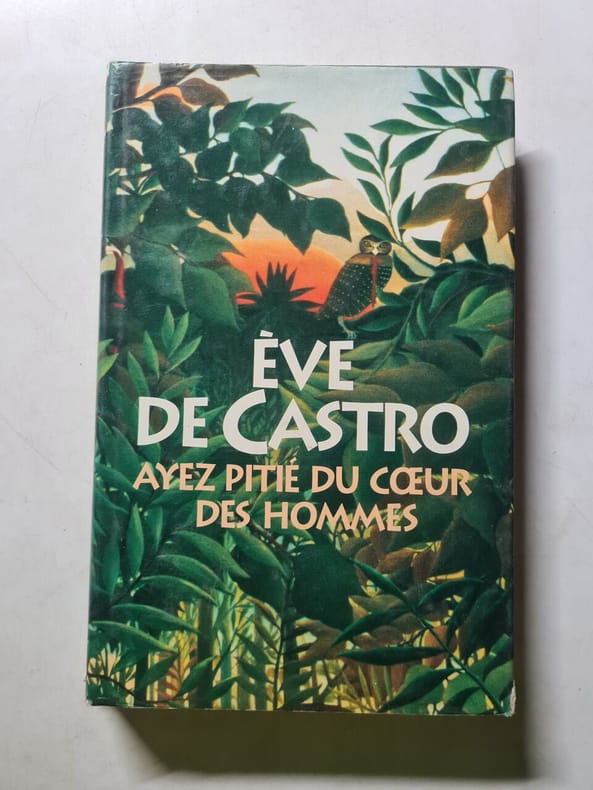 ÈVE
DE CASTRO
AYEZ PITIÉ DU CŒUR
DES HOMMES